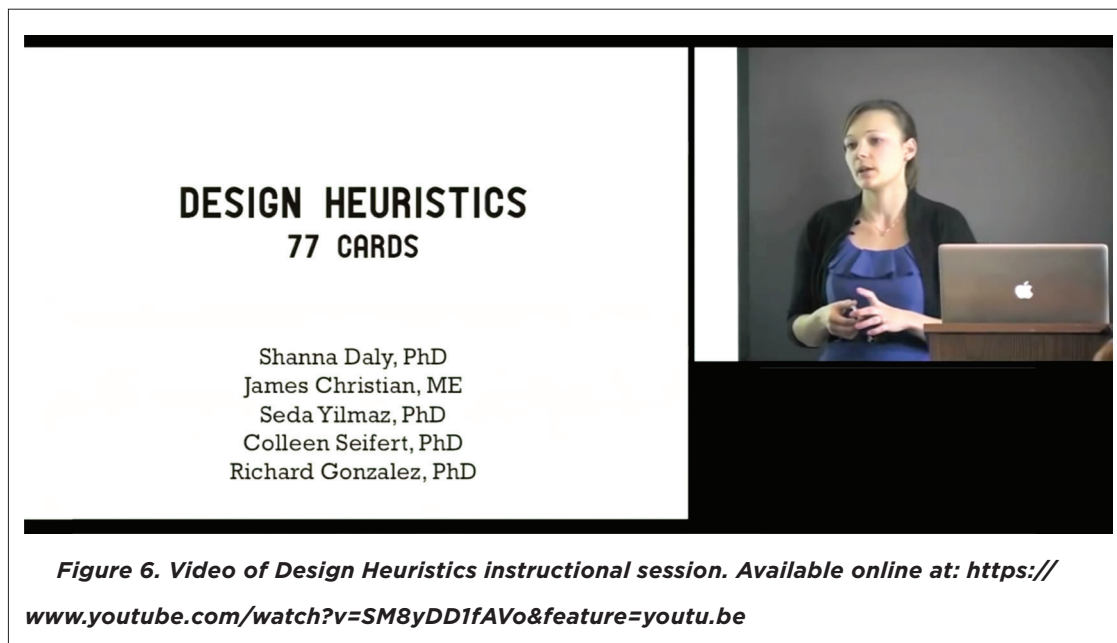 DESIGN HEURISTICS
77 CARDS
Shanna Daly, PhD
James Christian, ME
Seda Yilmaz, PhD
Colleen Seifert, PhD
Richard Gonzalez, PhD
Figure 6. Video of Design Heuristics instructional session. Available online at: https://
www.youtube.com/watch?v=SM8yDD1fAVo&feature=youtu.be